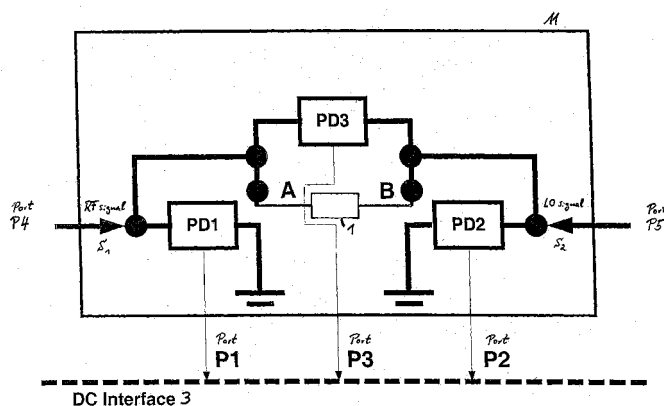 M
PD3
A
B
1
Port
P4
RF signal
S1
PD1
PD2
LO signal
S2
Port
P5
Port
P1
Port
P3
Port
P2
DC Interface 3